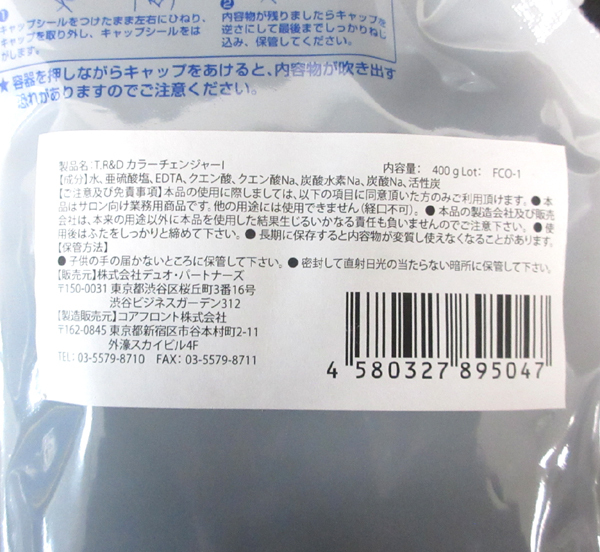 ❶
キャップシールをつけたまま左右にひねり、
キャップを取り外し、キャップシールをは
がします。
❷
内容物が残りましたらキャップを
逆さにして最後までしっかりねじ
込み、保管してください。
★容器を押しながらキャップをあけると、内容物が吹き出す
恐れがありますのでご注意ください。
製品名：T.R&D カラーチェンジャーI 内容量： 400ｇLot： FCO-1
【成分】水、亜硫酸塩、EDTA、クエン酸、クエン酸Na、炭酸水素Na、炭酸Na、活性炭
【ご注意及び免責事項】本品の使用に際しましては、以下の項目に同意頂いた方のみご利用頂けます。●本
品はサロン向け業務用商品です。他の用途には使用できません（経口不可）。●本品の製造会社及び販売
会社は、本来の用途以外に本品を使用した結果生じるいかなる責任も負いませんのでご注意下さい。●使
用後はふたをしっかりと締めて下さい。●長期に保存すると内容物が変質し使えなくなることがあります。
【保管方法】
●子供の手の届かないところに保管して下さい。●密封して直射日光の当たらない暗所に保管して下さい。
【販売元】株式会社デュオ・パートナーズ
〒150-0031 東京都渋谷区桜丘町3番16号
渋谷ビジネスガーデン312
【製造販売元】コアフロント株式会社
〒162-0845 東京都新宿区市谷本村町2-11
外濠スカイビル4F
TEL：03-5579-8710 FAX：03-5579-8711
4 580327 895047